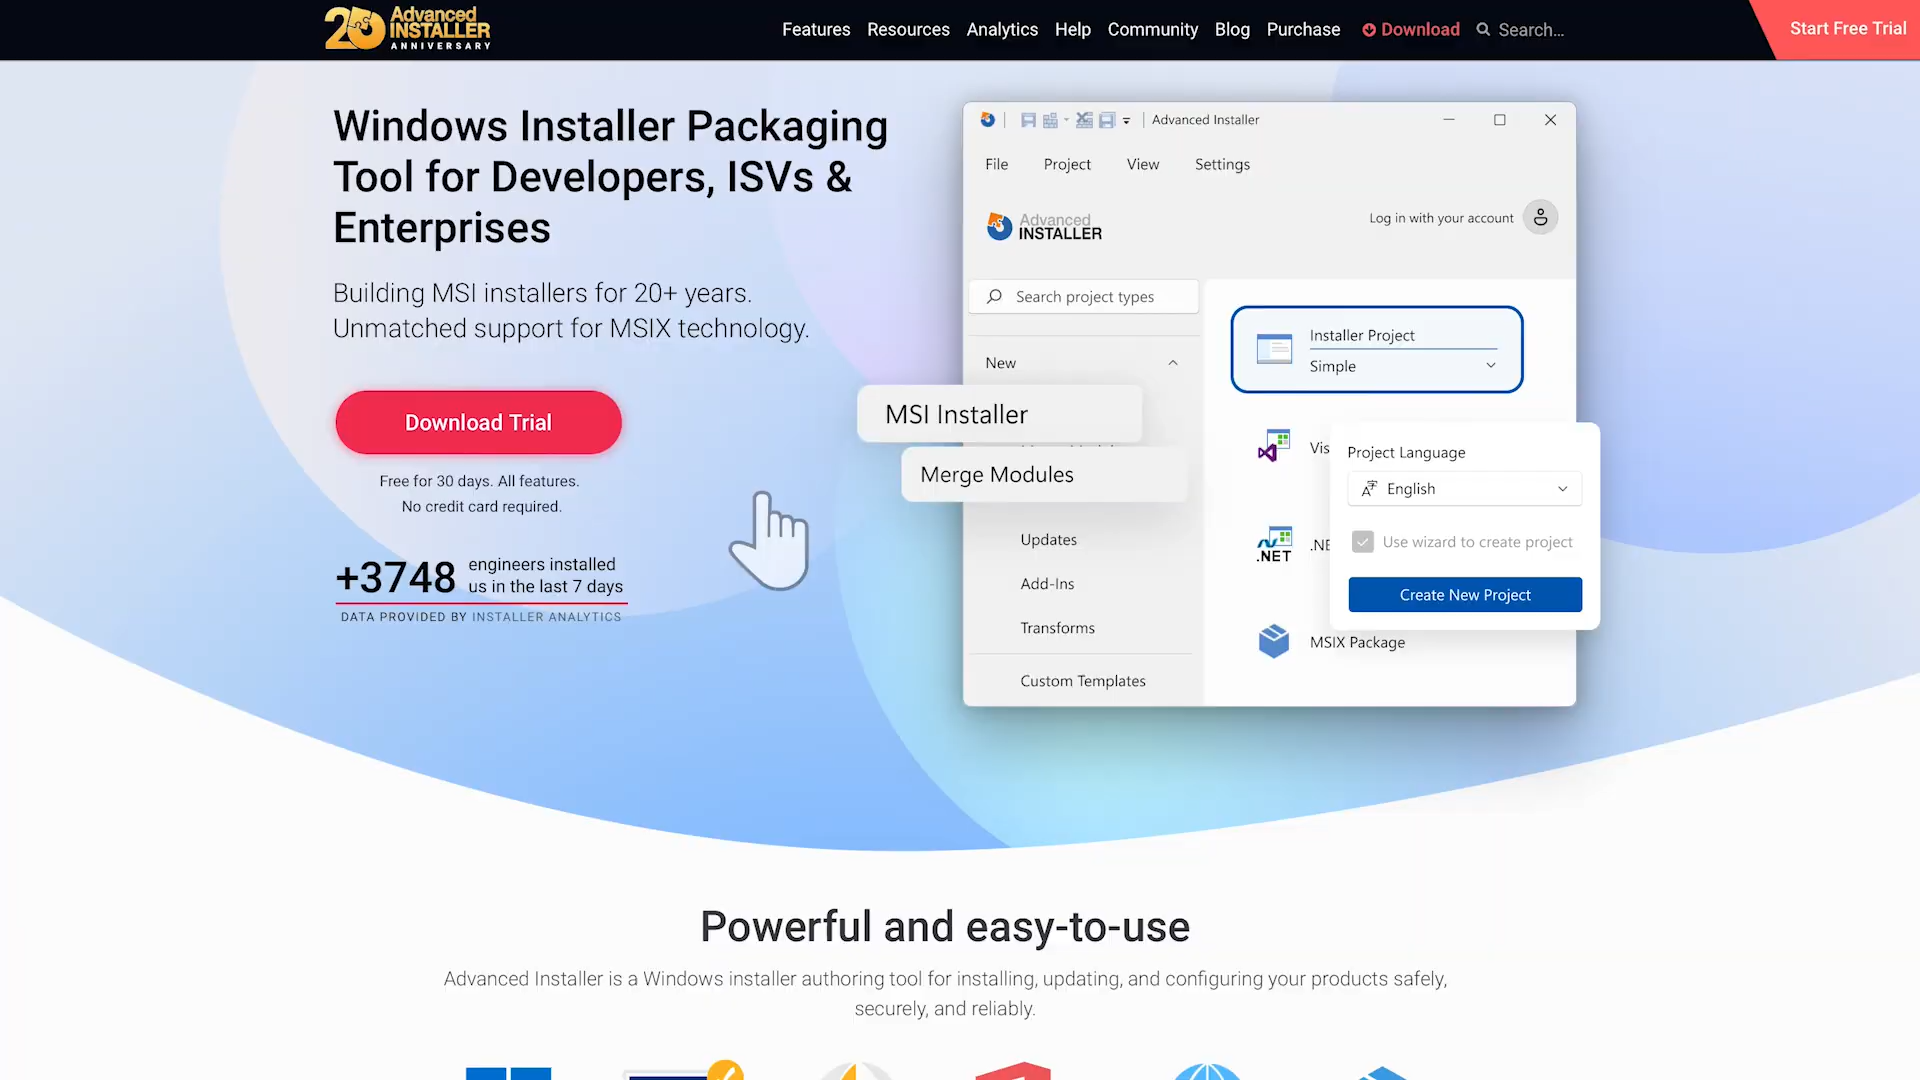 20 Advanced
INSTALLER
ANNIVERSARY
Features Resources Analytics Help Community Blog Purchase Download Search...
Start Free Trial
Windows Installer Packaging
Tool for Developers, ISVs &
Enterprises
Building MSI installers for 20+ years.
Unmatched support for MSIX technology.
Download Trial
Free for 30 days. All features.
No credit card required.
+3748 engineers installed
us in the last 7 days
DATA PROVIDED BY INSTALLER ANALYTICS
Advanced Installer
File Project View Settings
Advanced
INSTALLER
Log in with your account
Search project types
New
MSI Installer
Merge Modules
Updates
Add-Ins
Transforms
Custom Templates
Installer Project
Simple
Vis
.NET
.NE
MSIX Package
Project Language
English
Use wizard to create project
Create New Project
Powerful and easy-to-use
Advanced Installer is a Windows installer authoring tool for installing, updating, and configuring your products safely,
securely, and reliably.